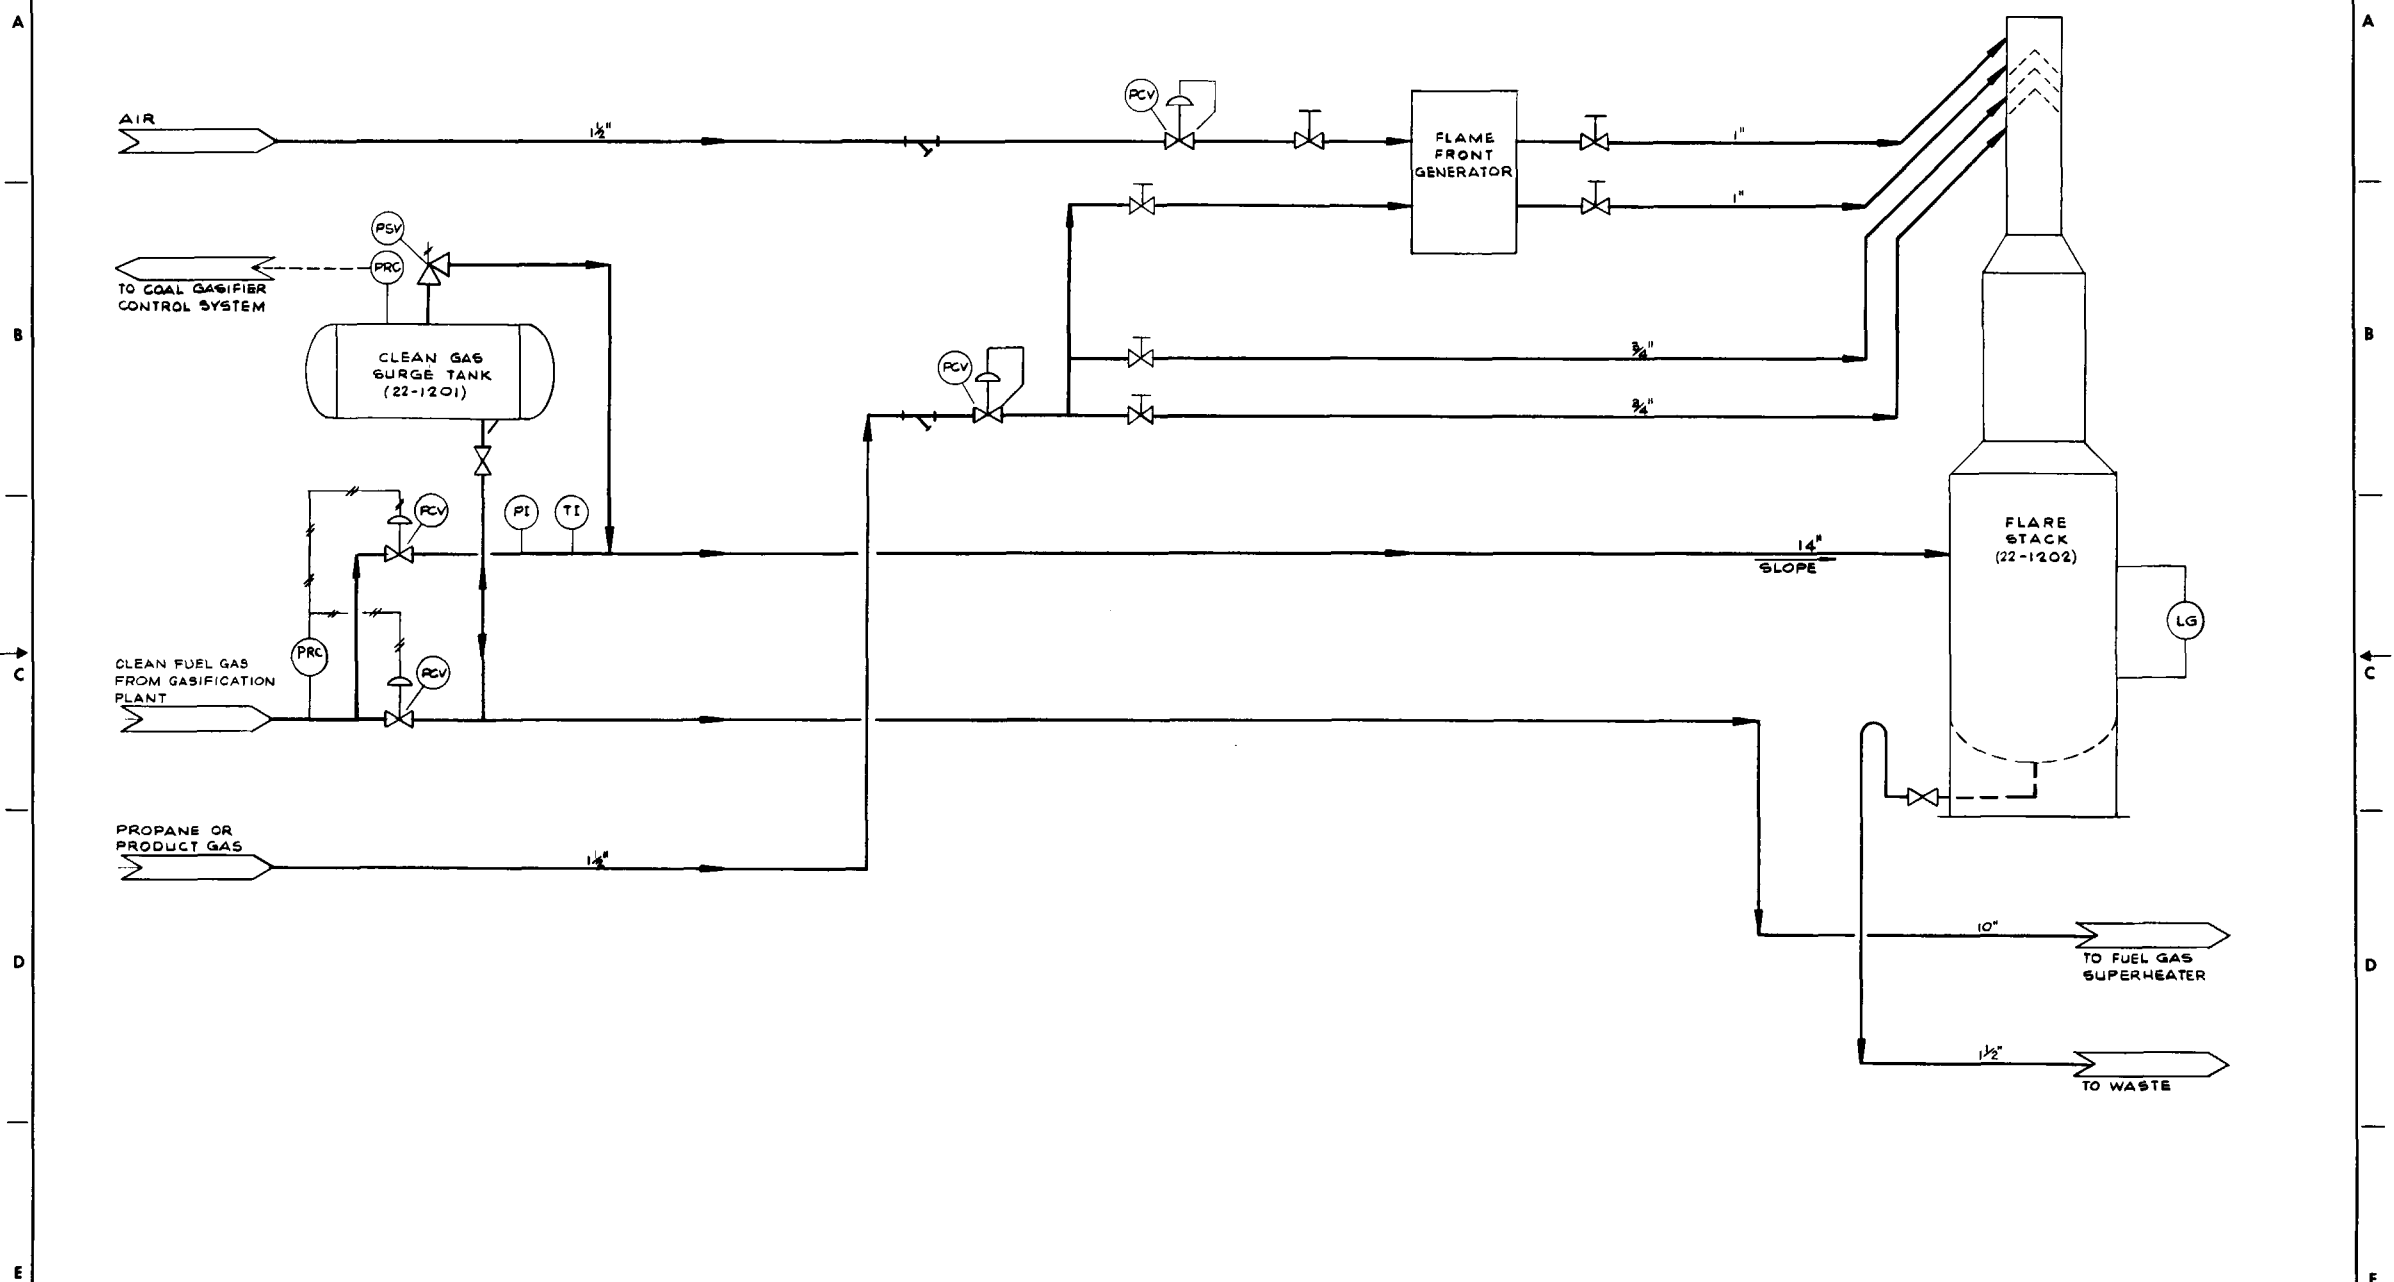 A
A
AIR
1½"
PCV
FLAME
FRONT
GENERATOR
1"
1"
PSV
PRC
TO COAL GASIFIER
CONTROL SYSTEM
B
B
CLEAN GAS
SURGE TANK
(22-1201)
PCV
¾"
¾"
PCV
PI
TI
14"
SLOPE
FLARE
STACK
(22-1202)
LG
PRC
PCV
C
C
CLEAN FUEL GAS
FROM GASIFICATION
PLANT
PROPANE OR
PRODUCT GAS
1½"
10"
TO FUEL GAS
SUPERHEATER
D
D
1½"
TO WASTE
E